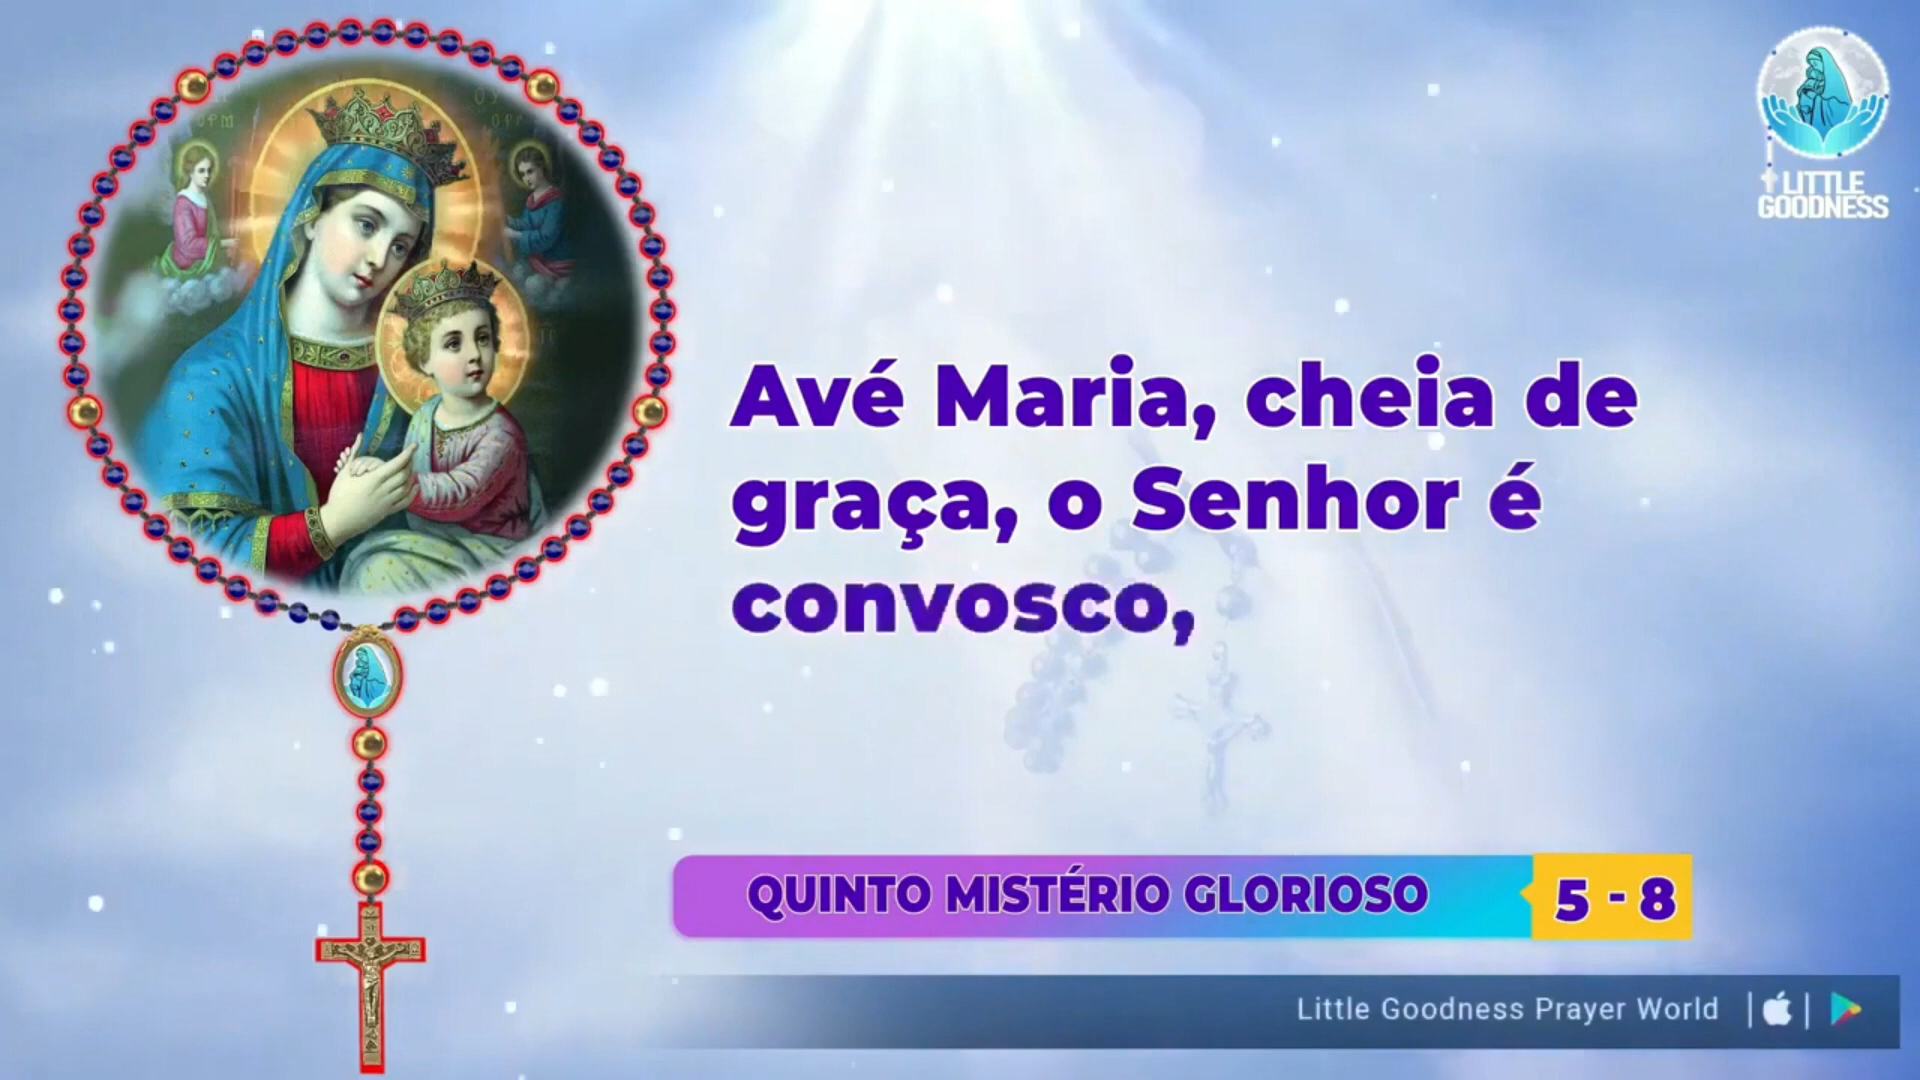 LITTLE
GOODNESS
Avé Maria, cheia de
graça, o Senhor é
convosco,
QUINTO MISTÉRIO GLORIOSO 5 - 8
Little Goodness Prayer World